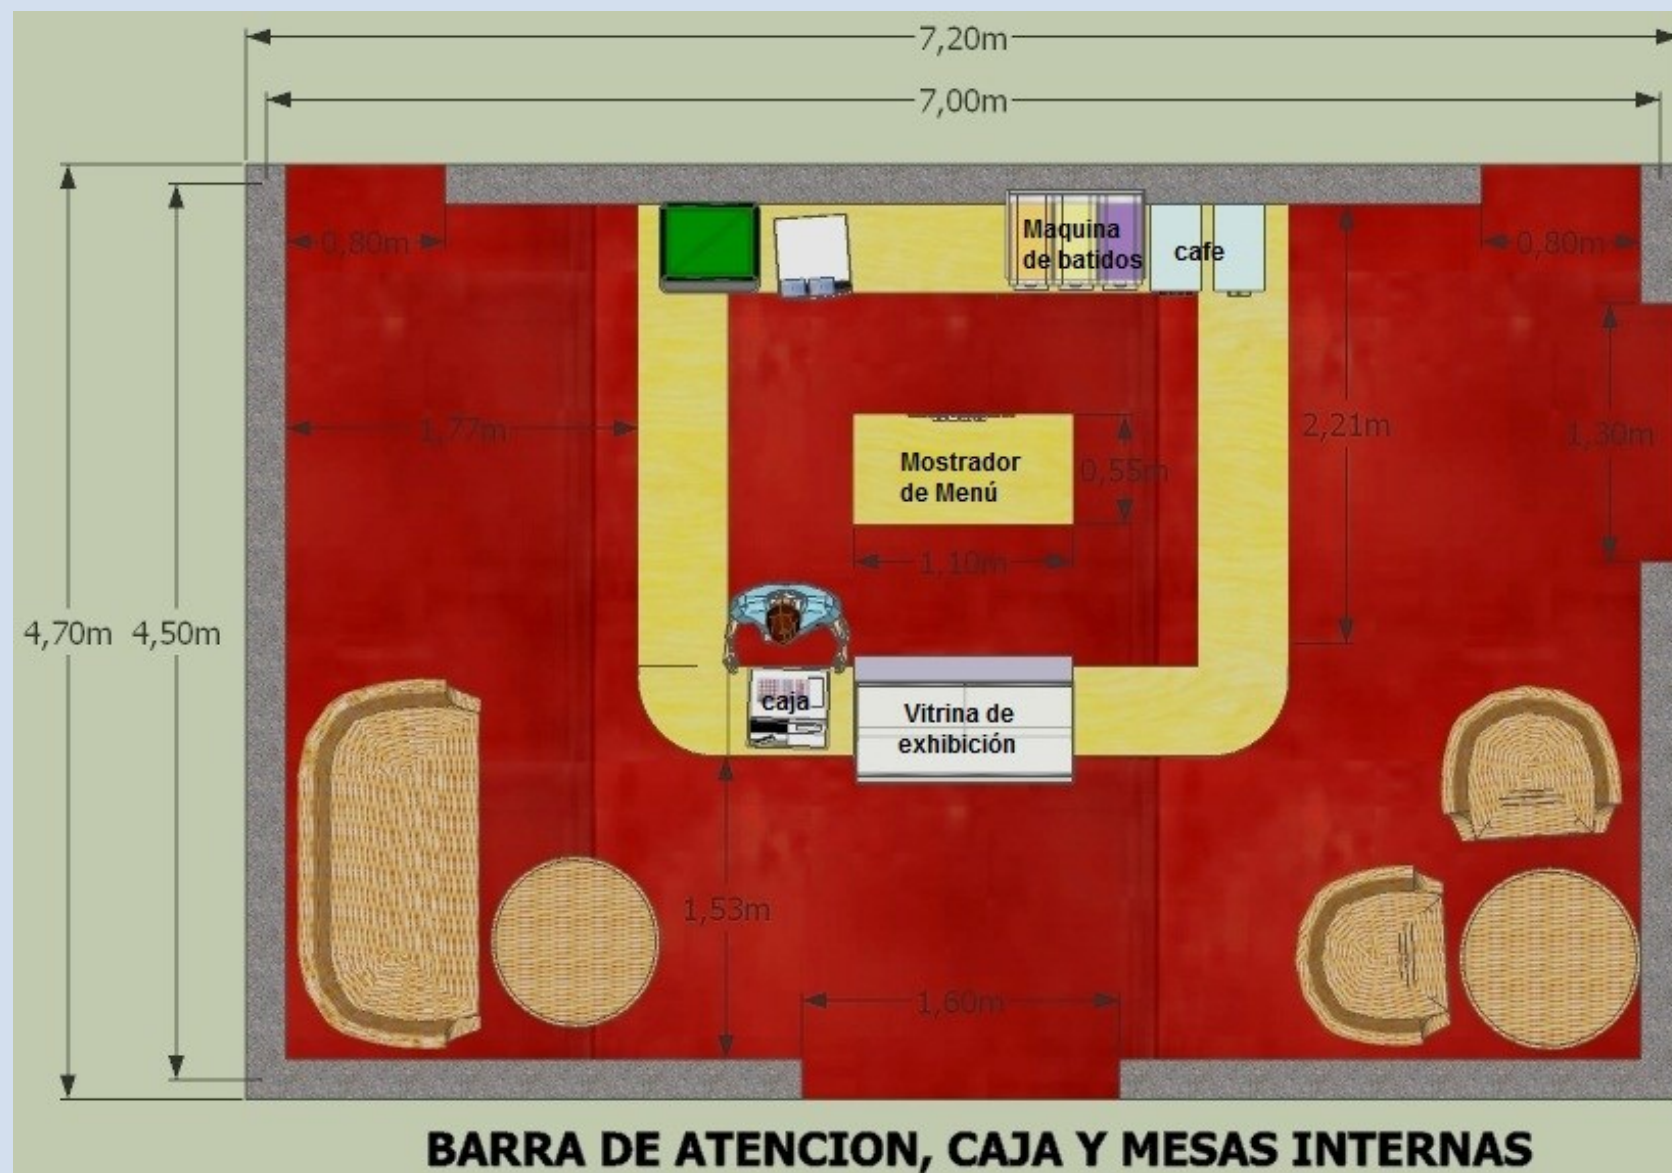 7,20m
7,00m
0,80m
Maquina
de batidos
cafe
0,80m
1,77m
2,21m
1,30m
Mostrador
de Menú
0,55m
1,10m
4,70m
4,50m
caja
Vitrina de
exhibición
1,53m
1,60m
BARRA DE ATENCION, CAJA Y MESAS INTERNAS